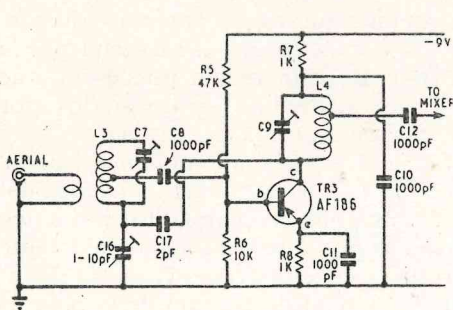 -9V
R7
1K
R5
47K
L4
TO
MIXER
C7
C8
1000pF
L3
C9
C12
1000pF
AERIAL
c
TR3
AF186
C10
1000pF
b
e
C17
2pF
C16
1-10pF
R6
10K
R8
1K
C11
1000
pF